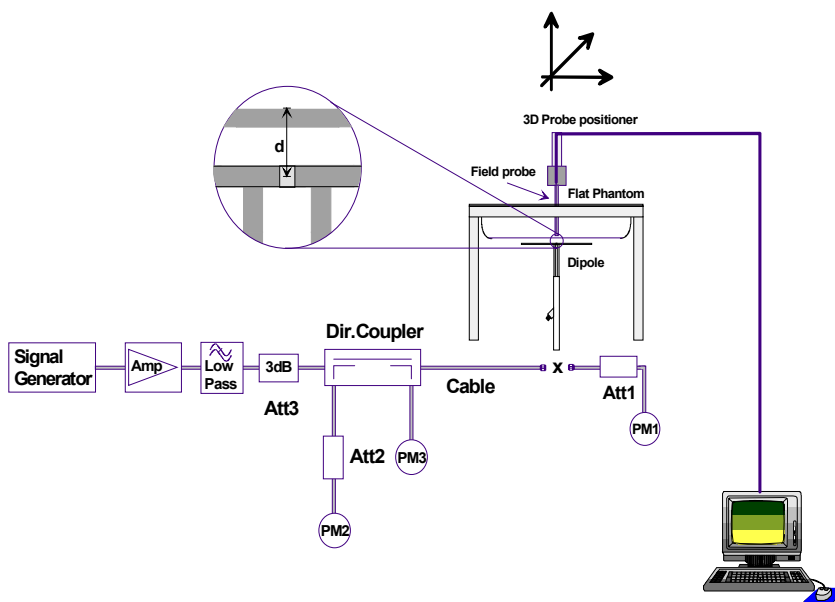 3D Probe positioner
d
Field probe
Flat Phantom
Dipole
Dir.Coupler
Signal
Generator
Amp
Low
Pass
3dB
Att3
Cable
x
Att1
PM1
Att2
PM3
PM2